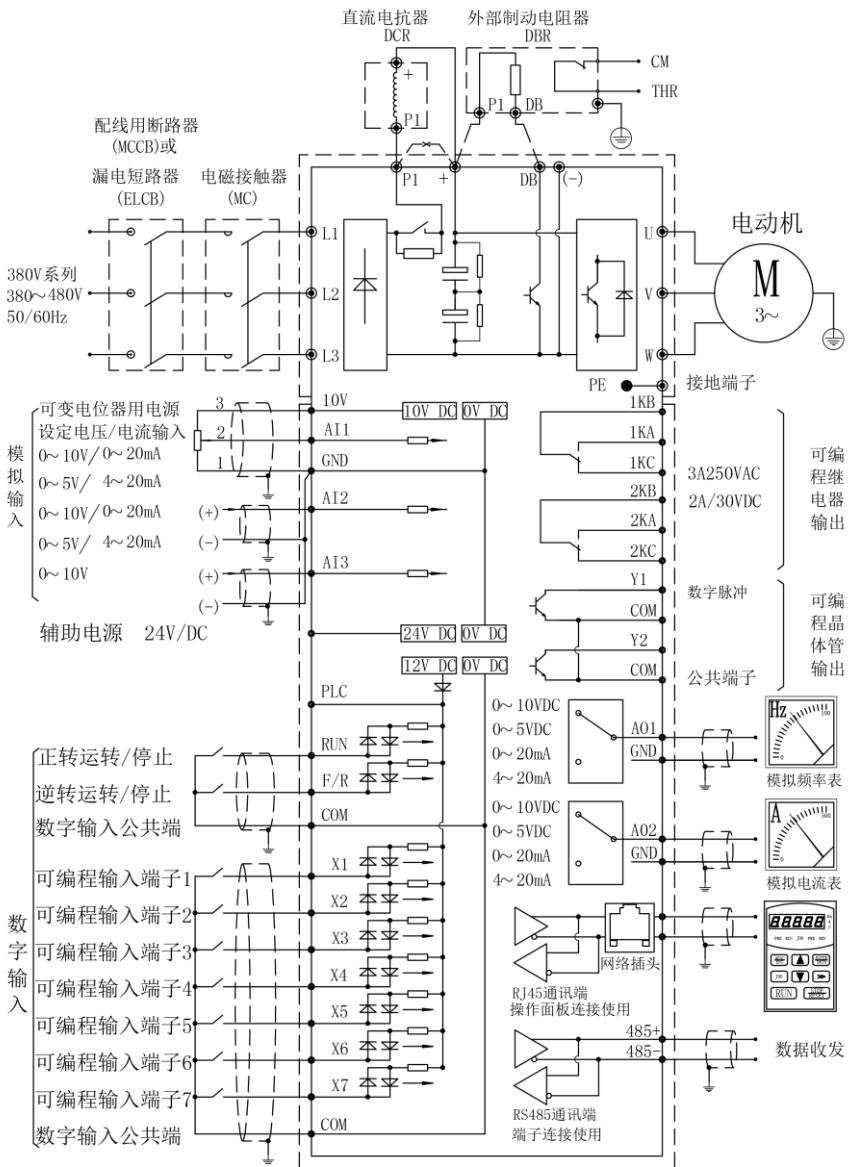 直流电抗器
DCR
外部制动电阻器
DBR
CM
THR
+
P1
P1
DB
配线用断路器
(MCCB)或
漏电短路器
(ELCB)
电磁接触器
(MC)
P1
+
DB
(-)
L1
L2
L3
380V系列
380～480V
50/60Hz
U
V
W
电动机
M
3~
PE
接地端子
模拟输入
可变电位器用电源
设定电压/电流输入
0～10V/0～20mA
0～5V/ 4～20mA
0～10V/0～20mA
0～5V/ 4～20mA
0～10V
3
2
1
(+)
(-)
(+)
(-)
10V
AI1
GND
AI2
AI3
10V DC
0V DC
辅助电源 24V/DC
24V DC
0V DC
12V DC
0V DC
PLC
1KB
1KA
1KC
2KB
2KA
2KC
3A250VAC
2A/30VDC
可编程继电器输出
Y1
COM
Y2
COM
数字脉冲
公共端子
可编程晶体管输出
数字输入
正转运转/停止
逆转运转/停止
数字输入公共端
可编程输入端子1
可编程输入端子2
可编程输入端子3
可编程输入端子4
可编程输入端子5
可编程输入端子6
可编程输入端子7
数字输入公共端
RUN
F/R
COM
X1
X2
X3
X4
X5
X6
X7
COM
0～10VDC
0～5VDC
0～20mA
4～20mA
AO1
GND
Hz
0
100
模拟频率表
0～10VDC
0～5VDC
0～20mA
4～20mA
AO2
GND
A
0
500
模拟电流表
网络插头
RJ45通讯端
操作面板连接使用
88888
RUN
485+
485-
数据收发
RS485通讯端
端子连接使用